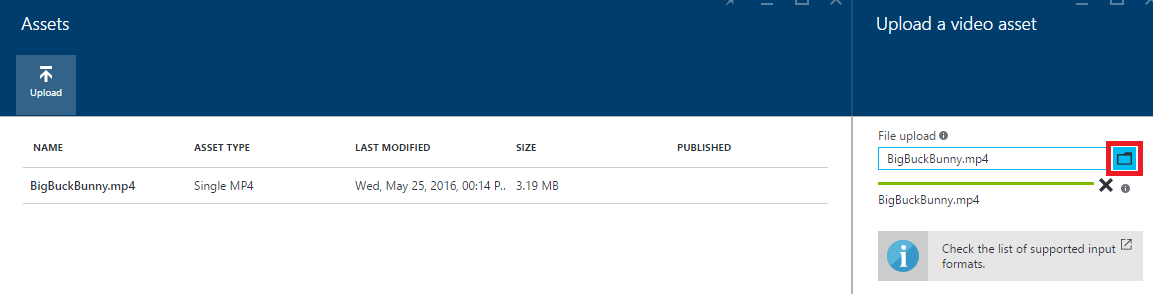 Assets
Upload
NAME ASSET TYPE LAST MODIFIED SIZE PUBLISHED
BigBuckBunny.mp4 Single MP4 Wed, May 25, 2016, 00:14 P.. 3.19 MB
Upload a video asset
File upload
BigBuckBunny.mp4
BigBuckBunny.mp4
Check the list of supported input
formats.